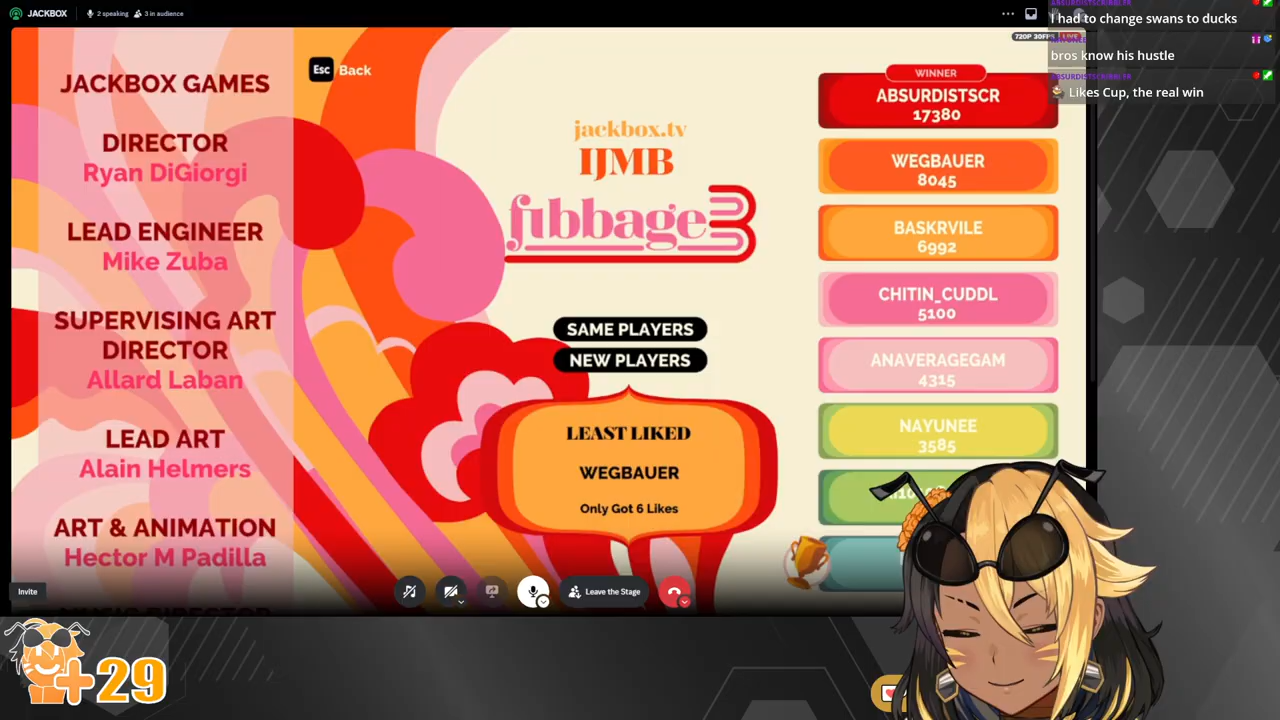 JACKBOX
2 speaking
3 in audience
720P 30FPS
LIVE
I had to change swans to ducks
bros know his hustle
ABSURDISTSCRIBBLER
Likes Cup, the real win
Esc Back
JACKBOX GAMES
DIRECTOR
Ryan DiGiorgi
LEAD ENGINEER
Mike Zuba
SUPERVISING ART
DIRECTOR
Allard Laban
LEAD ART
Alain Helmers
ART & ANIMATION
Hector M Padilla
jackbox.tv
IJMB
fibbage 3
SAME PLAYERS
NEW PLAYERS
LEAST LIKED
WEGBAUER
Only Got 6 Likes
WINNER
ABSURDISTSCR
17380
WEGBAUER
8045
BASKRVILE
6992
CHITIN_CUDDL
5100
ANAVERAGEGAM
4315
NAYUNEE
3585
Invite
Leave the Stage
+29